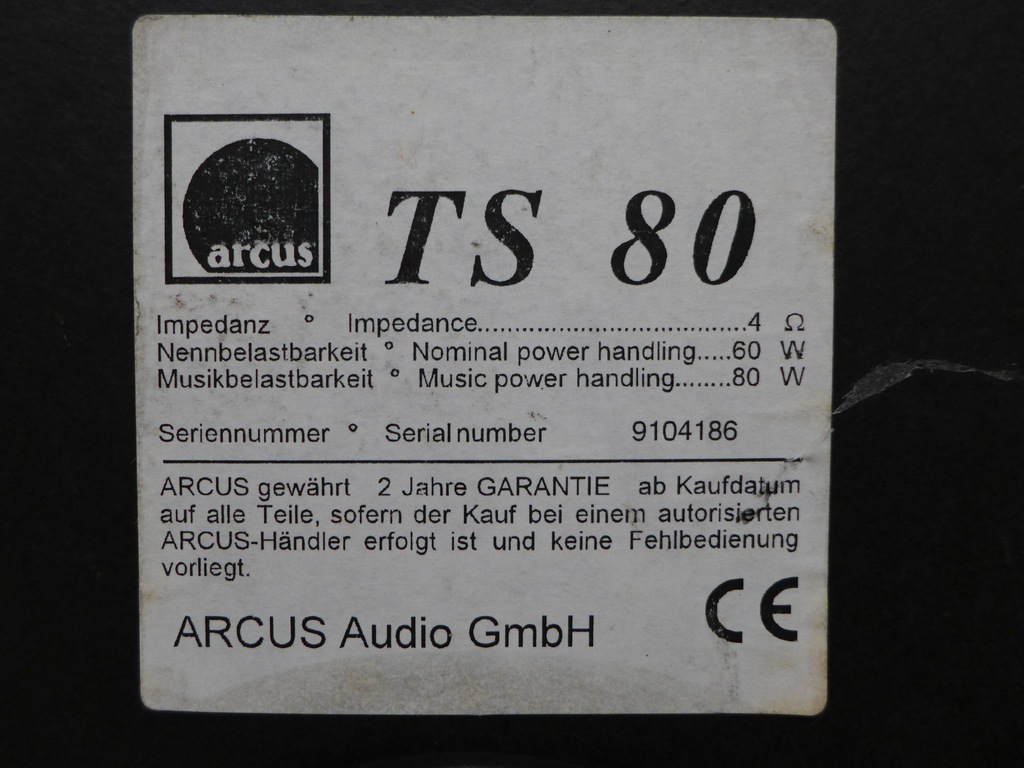 arcus
TS 80
Impedanz ° Impedance.....................................4 Ω
Nennbelastbarkeit ° Nominal power handling.....60 W
Musikbelastbarkeit ° Music power handling........80 W
Seriennummer ° Serial number 9104186
ARCUS gewährt 2 Jahre GARANTIE ab Kaufdatum
auf alle Teile, sofern der Kauf bei einem autorisierten
ARCUS-Händler erfolgt ist und keine Fehlbedienung
vorliegt.
ARCUS Audio GmbH
CE